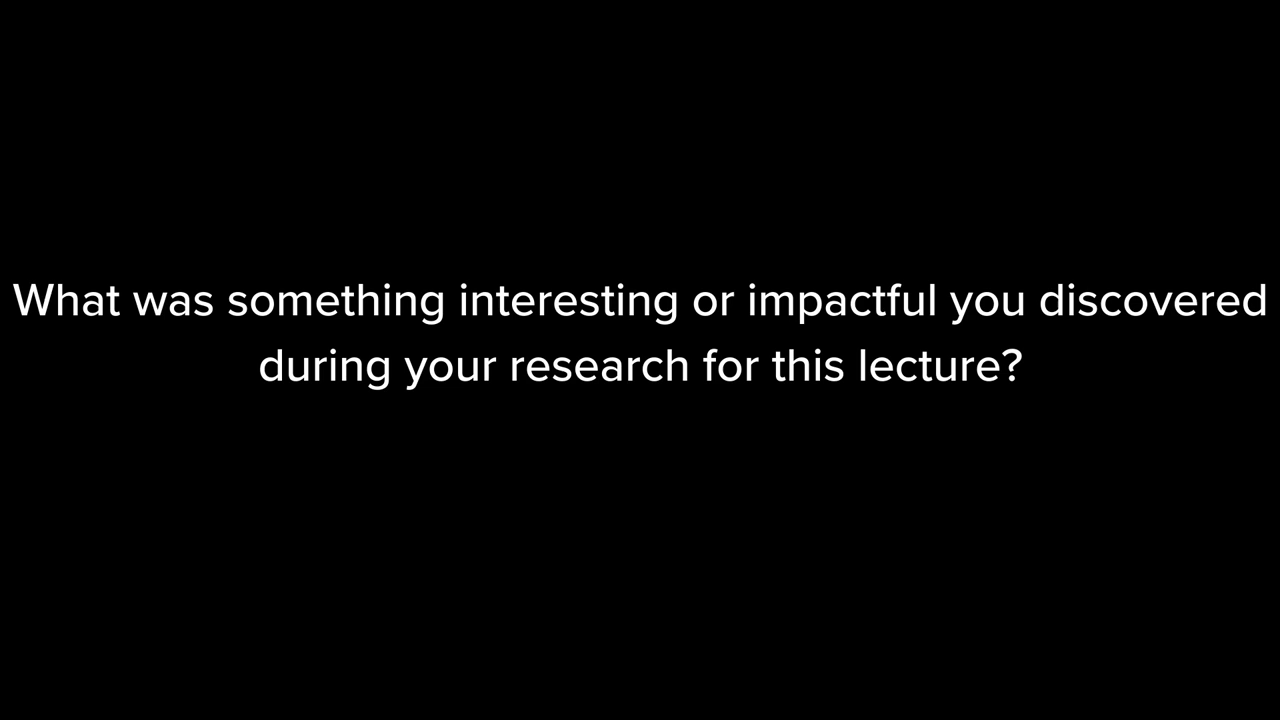 What was something interesting or impactful you discovered
during your research for this lecture?